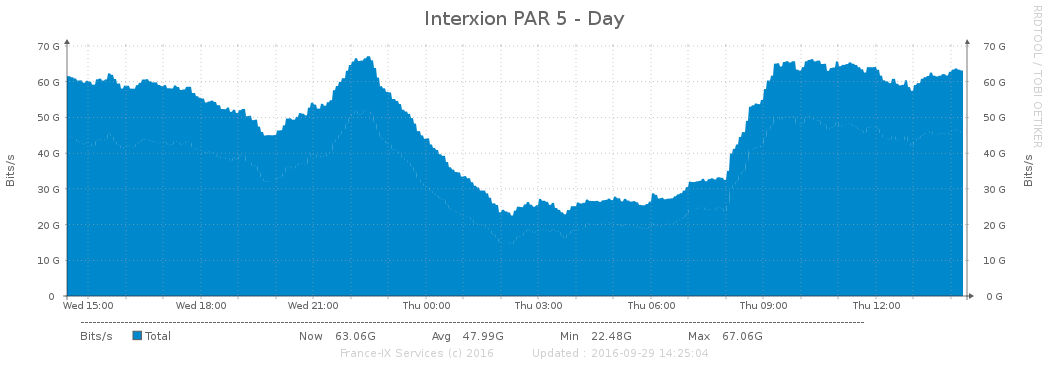 Interxion PAR 5 - Day
RRDTOOL / TOBI OETIKER
70 G 70 G
60 G 60 G
50 G 50 G
40 G 40 G
30 G 30 G
20 G 20 G
10 G 10 G
0 0 G
Bits/s Bits/s
Wed 15:00 Wed 18:00 Wed 21:00 Thu 00:00 Thu 03:00 Thu 06:00 Thu 09:00 Thu 12:00
Bits/s Total Now 63.06G Avg 47.99G Min 22.48G Max 67.06G
France-IX Services (c) 2016 Updated : 2016-09-29 14:25:04